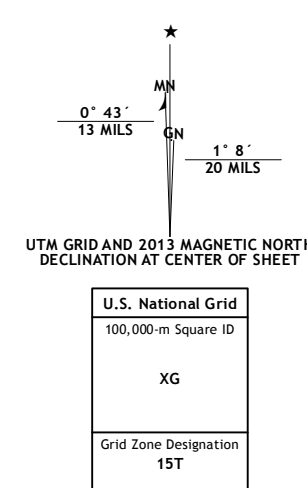 ★
MN
0° 43´
13 MILS
GN
1° 8´
20 MILS
UTM GRID AND 2013 MAGNETIC NORTH
DECLINATION AT CENTER OF SHEET
U.S. National Grid
100,000-m Square ID
XG
Grid Zone Designation
15T